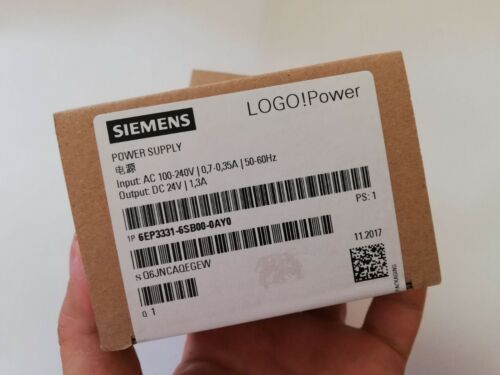 SIEMENS
LOGO!Power
POWER SUPPLY
电源
Input: AC 100-240V | 0,7-0,35A | 50-60Hz
Output: DC 24V | 1,3A
1P 6EP3331-6SB00-0AY0
PS: 1
S Q6JNCAQEGEW
11.2017
Q 1
PACKAGING